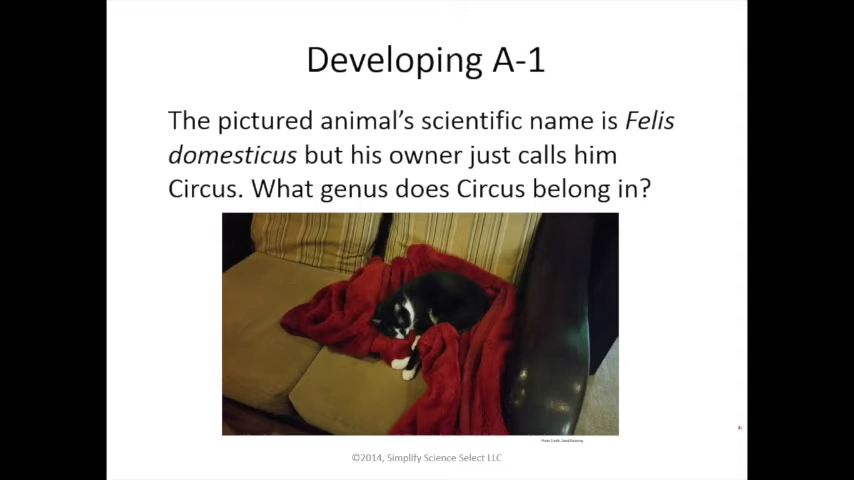 Developing A-1
The pictured animal's scientific name is Felis
domesticus but his owner just calls him
Circus. What genus does Circus belong in?
©2014, Simplify Science Select LLC